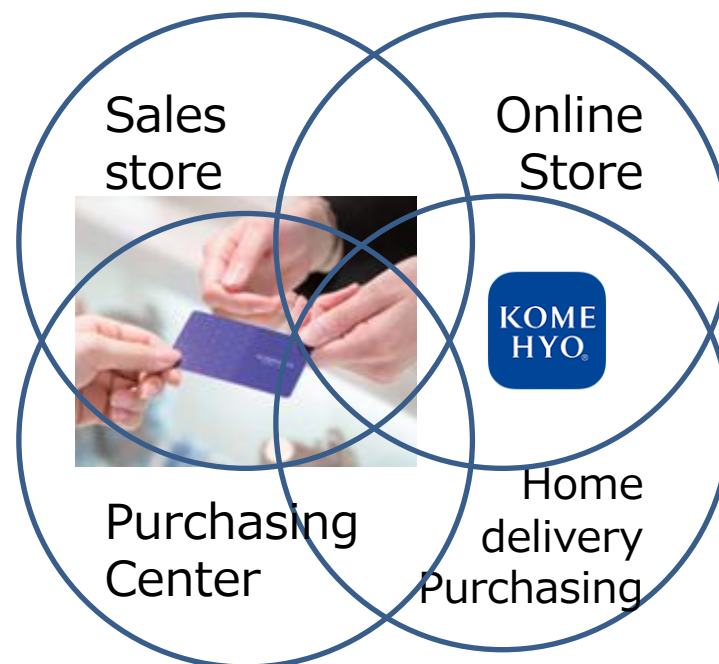 Sales
store
Online
Store
KOME
HYO®
Purchasing
Center
Home
delivery
Purchasing